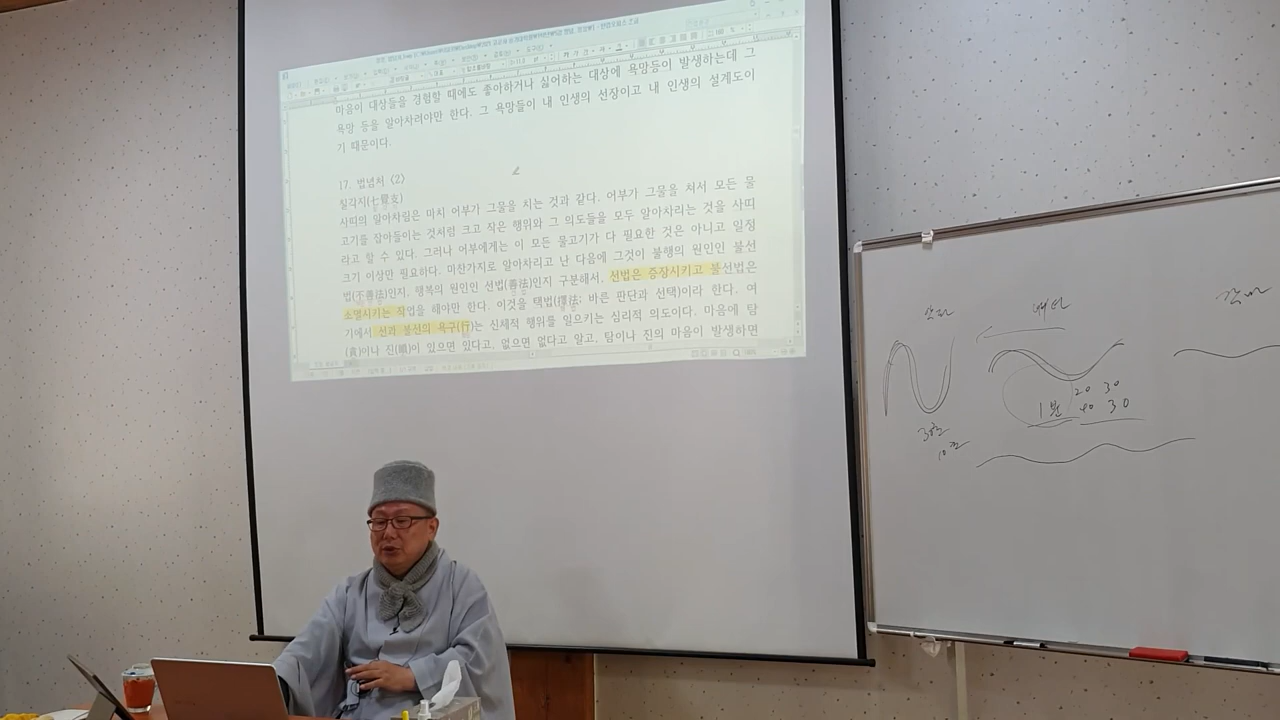 마음이 대상들을 경험할 때에도 좋아하거나 싫어하는 대상에 욕망등이 발생하는데 그
욕망 등을 알아차려야만 한다. 그 욕망들이 내 인생의 선장이고 내 인생의 설계도이
기 때문이다.
17. 법념처 〈2〉
칠각지(七覺支)
사띠의 알아차림은 마치 어부가 그물을 치는 것과 같다. 어부가 그물을 쳐서 모든 물
고기를 잡아들이는 것처럼 크고 작은 행위와 그 의도들을 모두 알아차리는 것을 사띠
라고 할 수 있다. 그러나 어부에게는 이 모든 물고기가 다 필요한 것은 아니고 일정
크기 이상만 필요하다. 마찬가지로 알아차리고 난 다음에 그것이 불행의 원인인 불선
법(不善法)인지, 행복의 원인인 선법(善法)인지 구분해서, 선법은 증장시키고 불선법은
소멸시키는 작업을 해야만 한다. 이것을 택법(擇法: 바른 판단과 선택)이라 한다. 여
기에서 선과 불선의 욕구(行)는 신체적 행위를 일으키는 심리적 의도이다. 마음에 탐
(貪)이나 진(嗔)이 있으면 있다고, 없으면 없다고 알고, 탐이나 진의 마음이 발생하면
20 30
1분 40 30